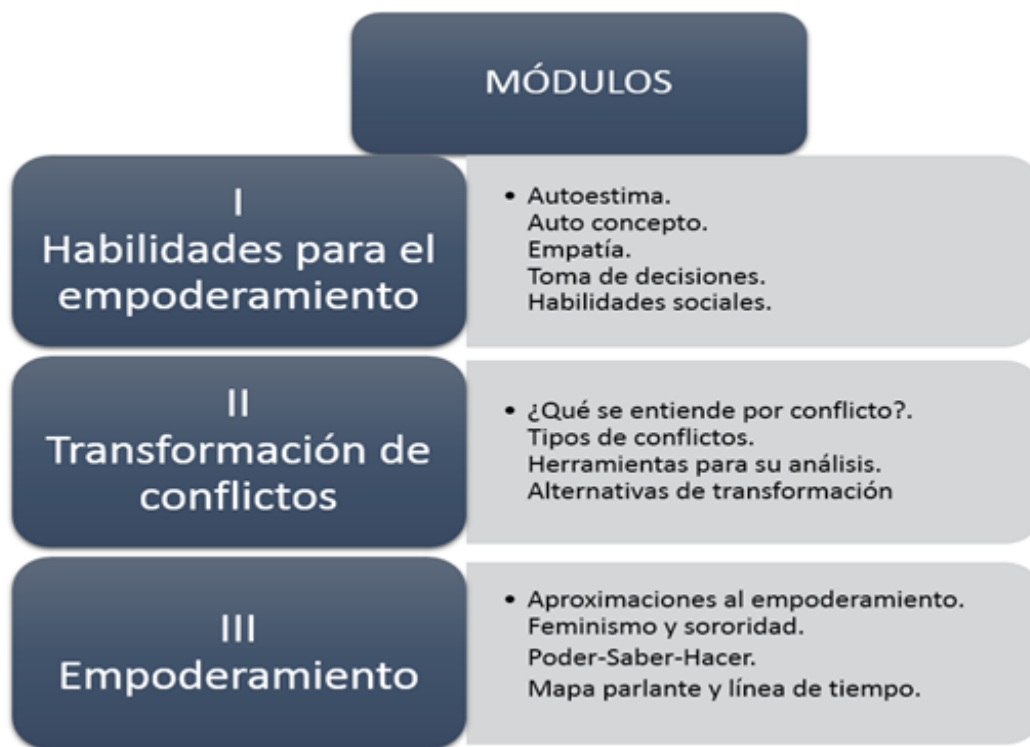 MÓDULOS
I
Habilidades para el
empoderamiento
• Autoestima.
Auto concepto.
Empatía.
Toma de decisiones.
Habilidades sociales.
II
Transformación de
conflictos
• ¿Qué se entiende por conflicto?.
Tipos de conflictos.
Herramientas para su análisis.
Alternativas de transformación
III
Empoderamiento
• Aproximaciones al empoderamiento.
Feminismo y sororidad.
Poder-Saber-Hacer.
Mapa parlante y línea de tiempo.